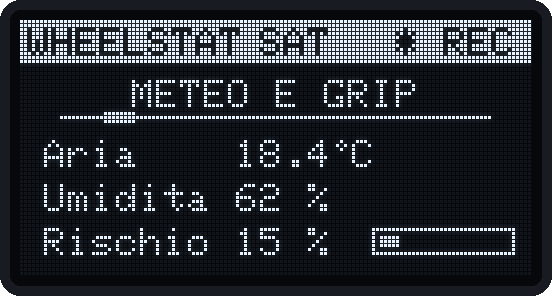 WHEELSTAT SAT * REC
METEO E GRIP
Aria 18.4°C
Umidita 62 %
Rischio 15 %